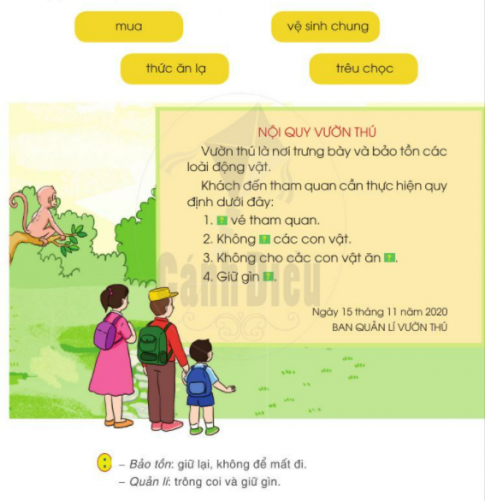 mua
vệ sinh chung
thức ăn lạ
trêu chọc
NỘI QUY VƯỜN THÚ
Vườn thú là nơi trưng bày và bảo tồn các
loài động vật.
Khách đến tham quan cần thực hiện quy
định dưới đây:
1. ? vé tham quan.
2. Không ? các con vật.
3. Không cho các con vật ăn ?.
4. Giữ gìn ?.
Cánh Diều
Ngày 15 tháng 11 năm 2020
BAN QUẢN LÍ VƯỜN THÚ
– Bảo tồn: giữ lại, không để mất đi.
– Quản lí: trông coi và giữ gìn.